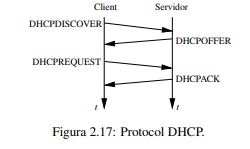 Client Servidor
DHCPDISCOVER
DHCPOFFER
DHCPREQUEST
DHCPACK
t t
Figura 2.17: Protocol DHCP.